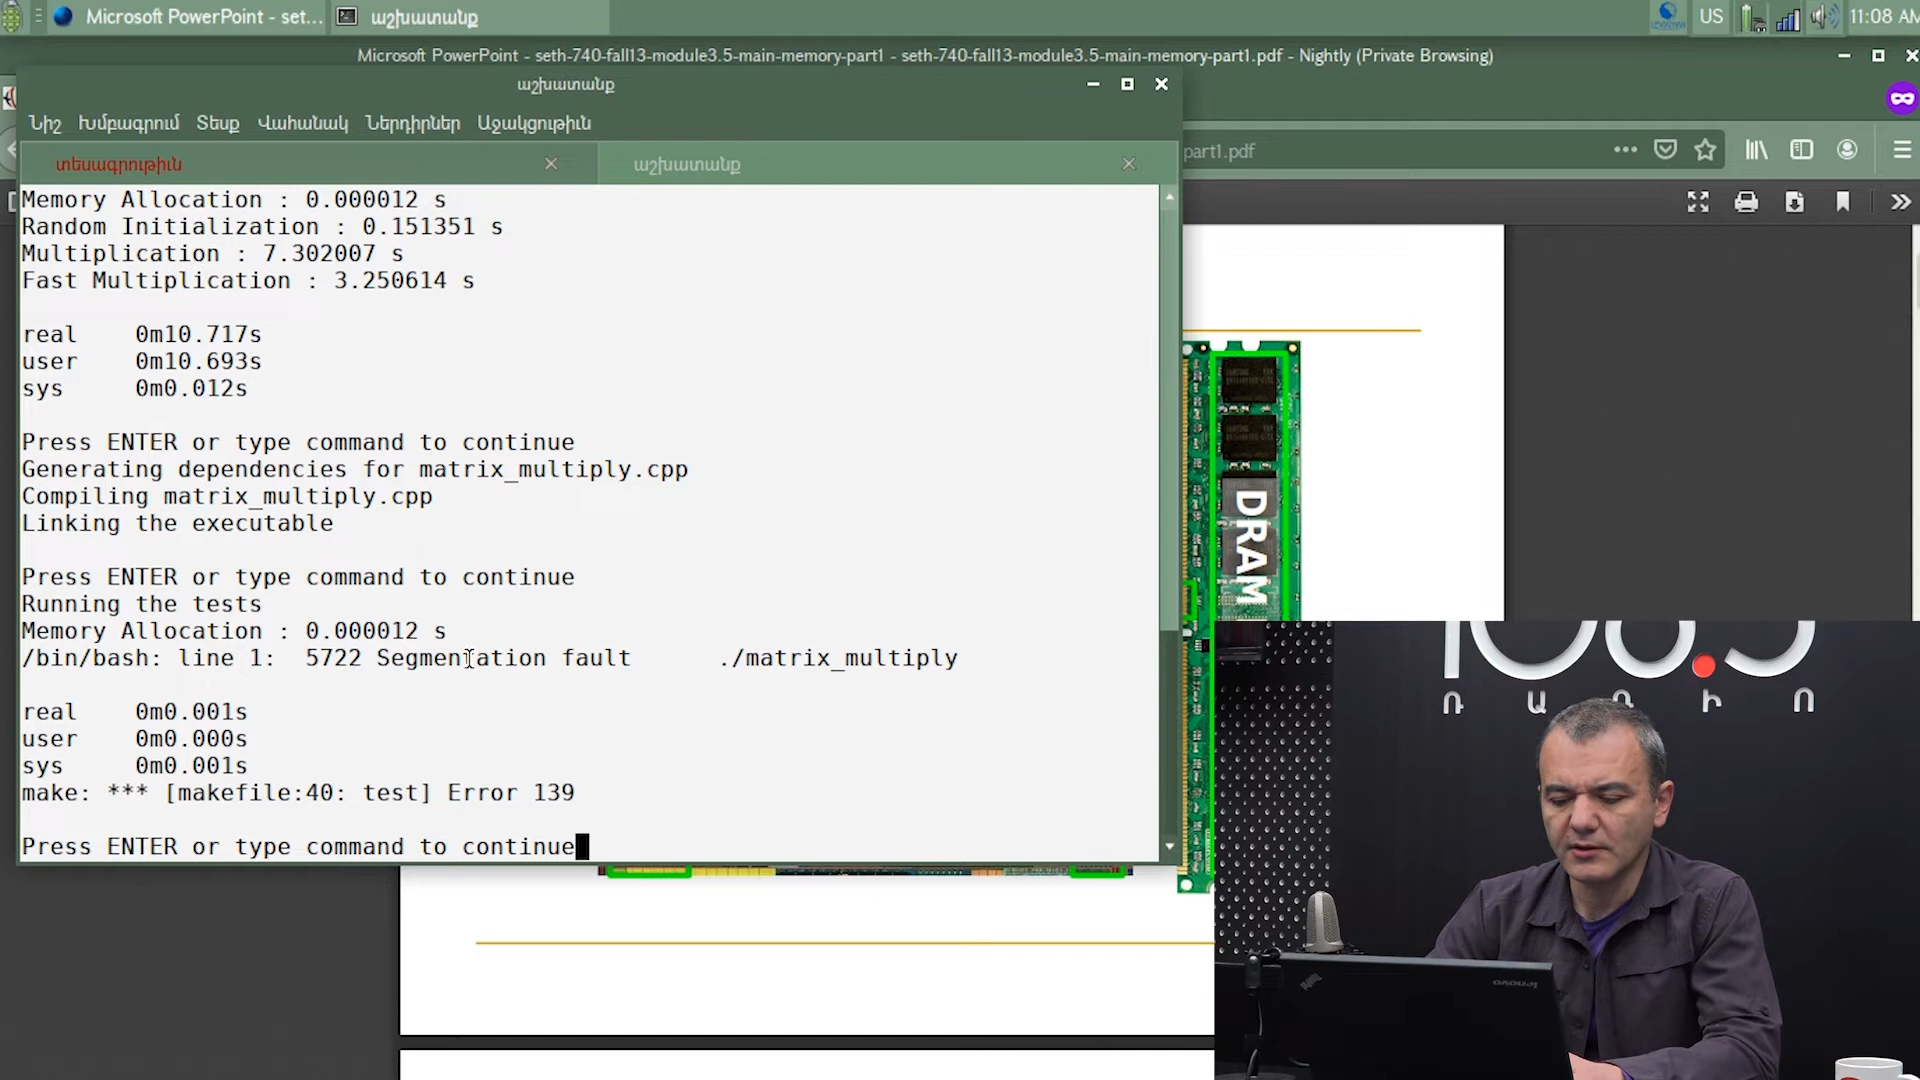 Microsoft PowerPoint - set...
աշխատանք
US
11:08 AM
Microsoft PowerPoint - seth-740-fall13-module3.5-main-memory-part1 - seth-740-fall13-module3.5-main-memory-part1.pdf - Nightly (Private Browsing)
աշխատանք
Նիշ Խմբագրում Տեսք Վահանակ Ներդիրներ Աջակցութիւն
part1.pdf
տեսագրութիւն
աշխատանք
Memory Allocation : 0.000012 s
Random Initialization : 0.151351 s
Multiplication : 7.302007 s
Fast Multiplication : 3.250614 s
real 0m10.717s
user 0m10.693s
sys 0m0.012s
Press ENTER or type command to continue
Generating dependencies for matrix_multiply.cpp
Compiling matrix_multiply.cpp
Linking the executable
Press ENTER or type command to continue
Running the tests
Memory Allocation : 0.000012 s
/bin/bash: line 1: 5722 Segmentation fault ./matrix_multiply
real 0m0.001s
user 0m0.000s
sys 0m0.001s
make: *** [makefile:40: test] Error 139
Press ENTER or type command to continue
DRAM
106.5
ՌԱԴԻՈ
lenovo